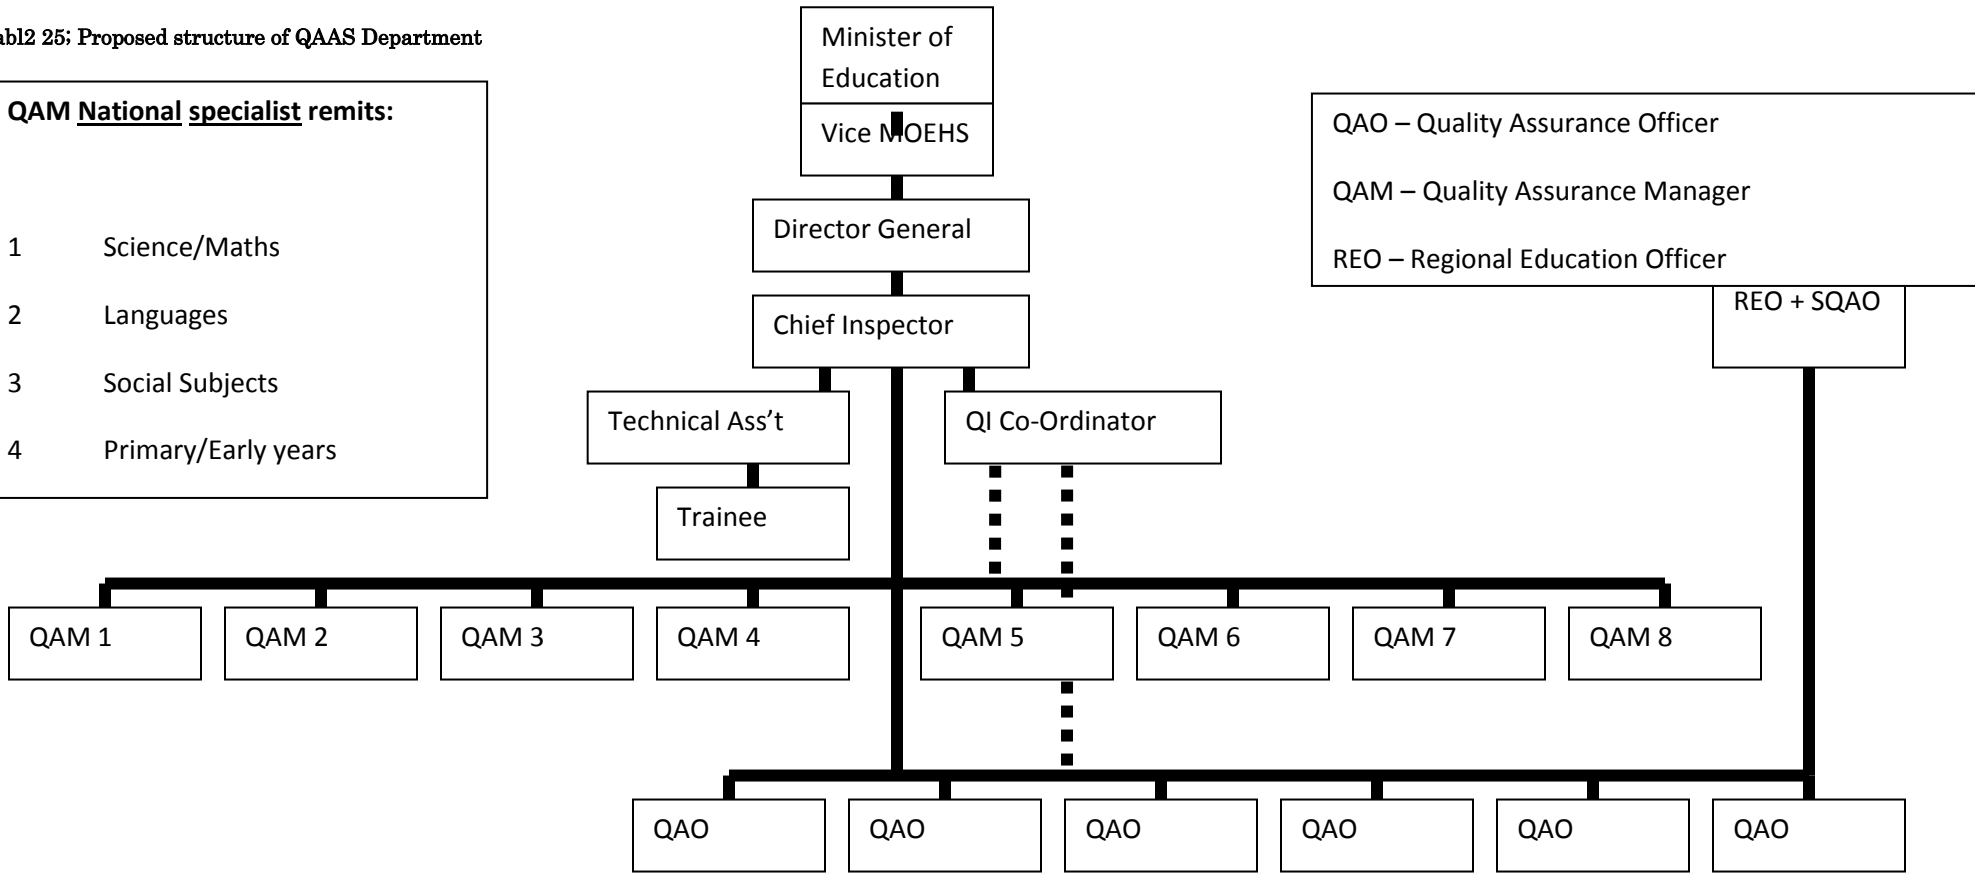 abl2 25; Proposed structure of QAAS Department
Minister of
Education
Vice MOEHS
QAM National specialist remits:
1 Science/Maths
2 Languages
3 Social Subjects
4 Primary/Early years
QAO – Quality Assurance Officer
QAM – Quality Assurance Manager
REO – Regional Education Officer
REO + SQAO
Director General
Chief Inspector
Technical Ass’t
QI Co-Ordinator
Trainee
QAM 1
QAM 2
QAM 3
QAM 4
QAM 5
QAM 6
QAM 7
QAM 8
QAO
QAO
QAO
QAO
QAO
QAO